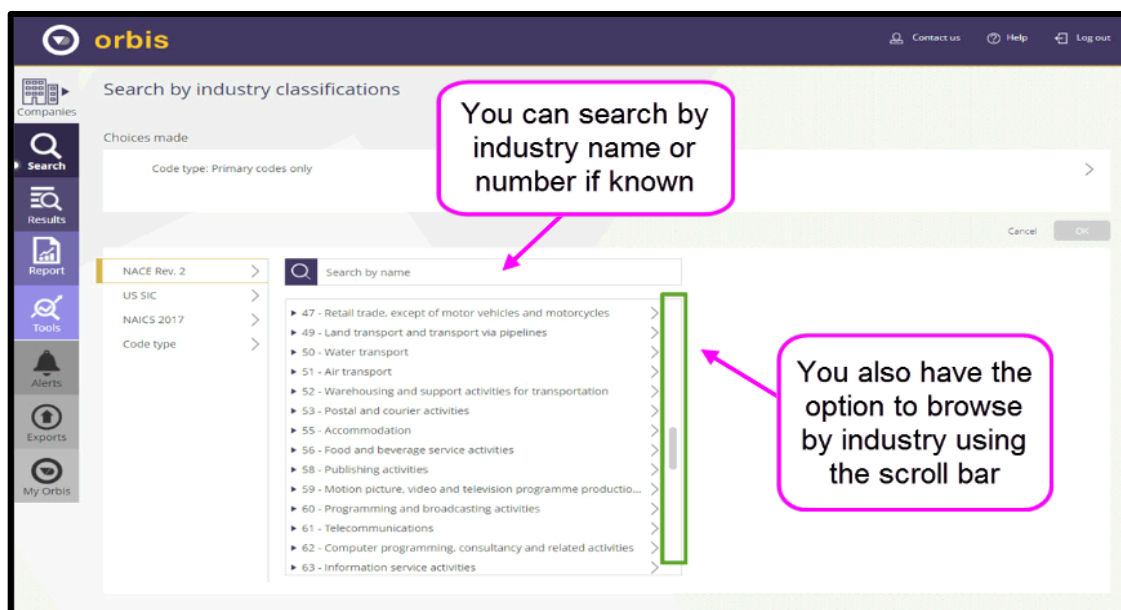 orbis
Contact us
Help
Log out
Companies
Search
Results
Report
Tools
Alerts
Exports
My Orbis
Search by industry classifications
Choices made
Code type: Primary codes only
You can search by
industry name or
number if known
Cancel
OK
NACE Rev. 2
US SIC
NAICS 2017
Code type
Search by name
47 - Retail trade, except of motor vehicles and motorcycles
49 - Land transport and transport via pipelines
50 - Water transport
51 - Air transport
52 - Warehousing and support activities for transportation
53 - Postal and courier activities
55 - Accommodation
56 - Food and beverage service activities
58 - Publishing activities
59 - Motion picture, video and television programme productio...
60 - Programming and broadcasting activities
61 - Telecommunications
62 - Computer programming, consultancy and related activities
63 - Information service activities
You also have the
option to browse
by industry using
the scroll bar